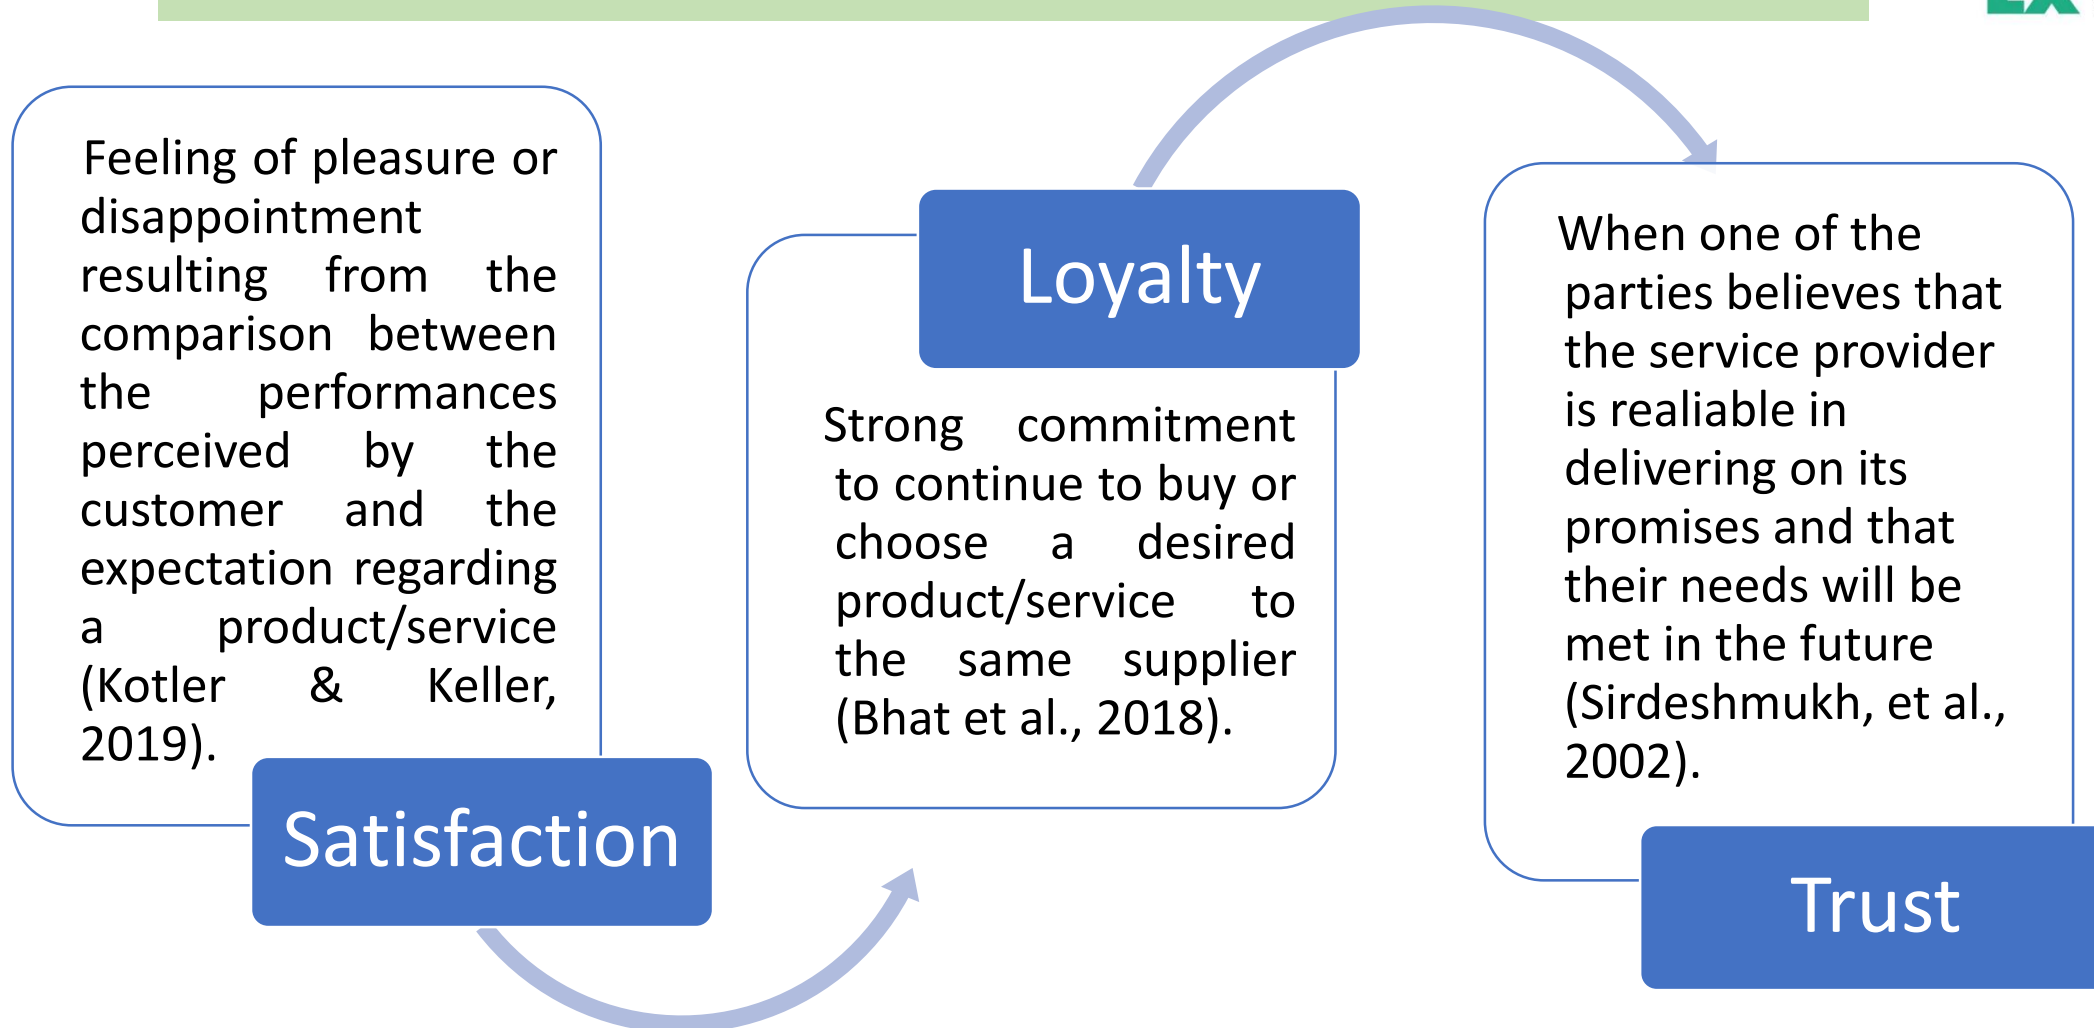 Feeling of pleasure or
disappointment
resulting from the
comparison between
the performances
perceived by the
customer and the
expectation regarding
a product/service
(Kotler & Keller,
2019).
Satisfaction
Loyalty
Strong commitment
to continue to buy or
choose a desired
product/service to
the same supplier
(Bhat et al., 2018).
When one of the
parties believes that
the service provider
is realiable in
delivering on its
promises and that
their needs will be
met in the future
(Sirdeshmukh, et al.,
2002).
Trust